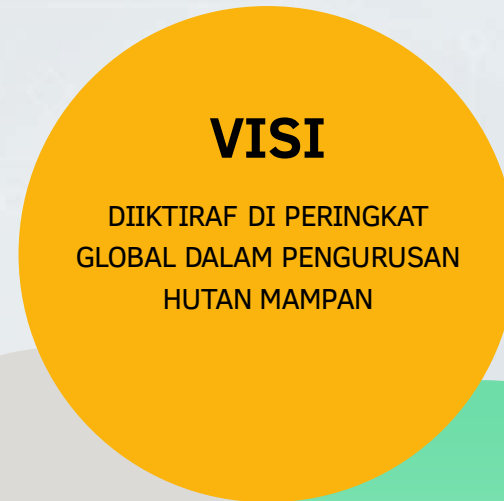 VISI
DIIKTIRAF DI PERINGKAT
GLOBAL DALAM PENGURUSAN
HUTAN MAMPAN